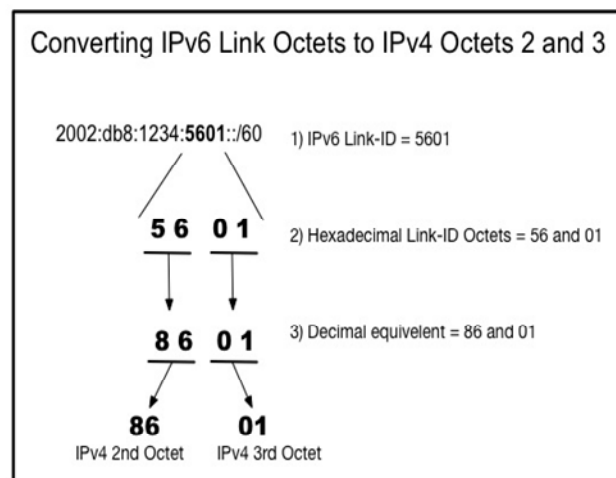 Converting IPv6 Link Octets to IPv4 Octets 2 and 3
2002:db8:1234:5601::/60
1) IPv6 Link-ID = 5601
5 6 0 1
2) Hexadecimal Link-ID Octets = 56 and 01
8 6 0 1
3) Decimal equivelent = 86 and 01
86 01
IPv4 2nd Octet IPv4 3rd Octet